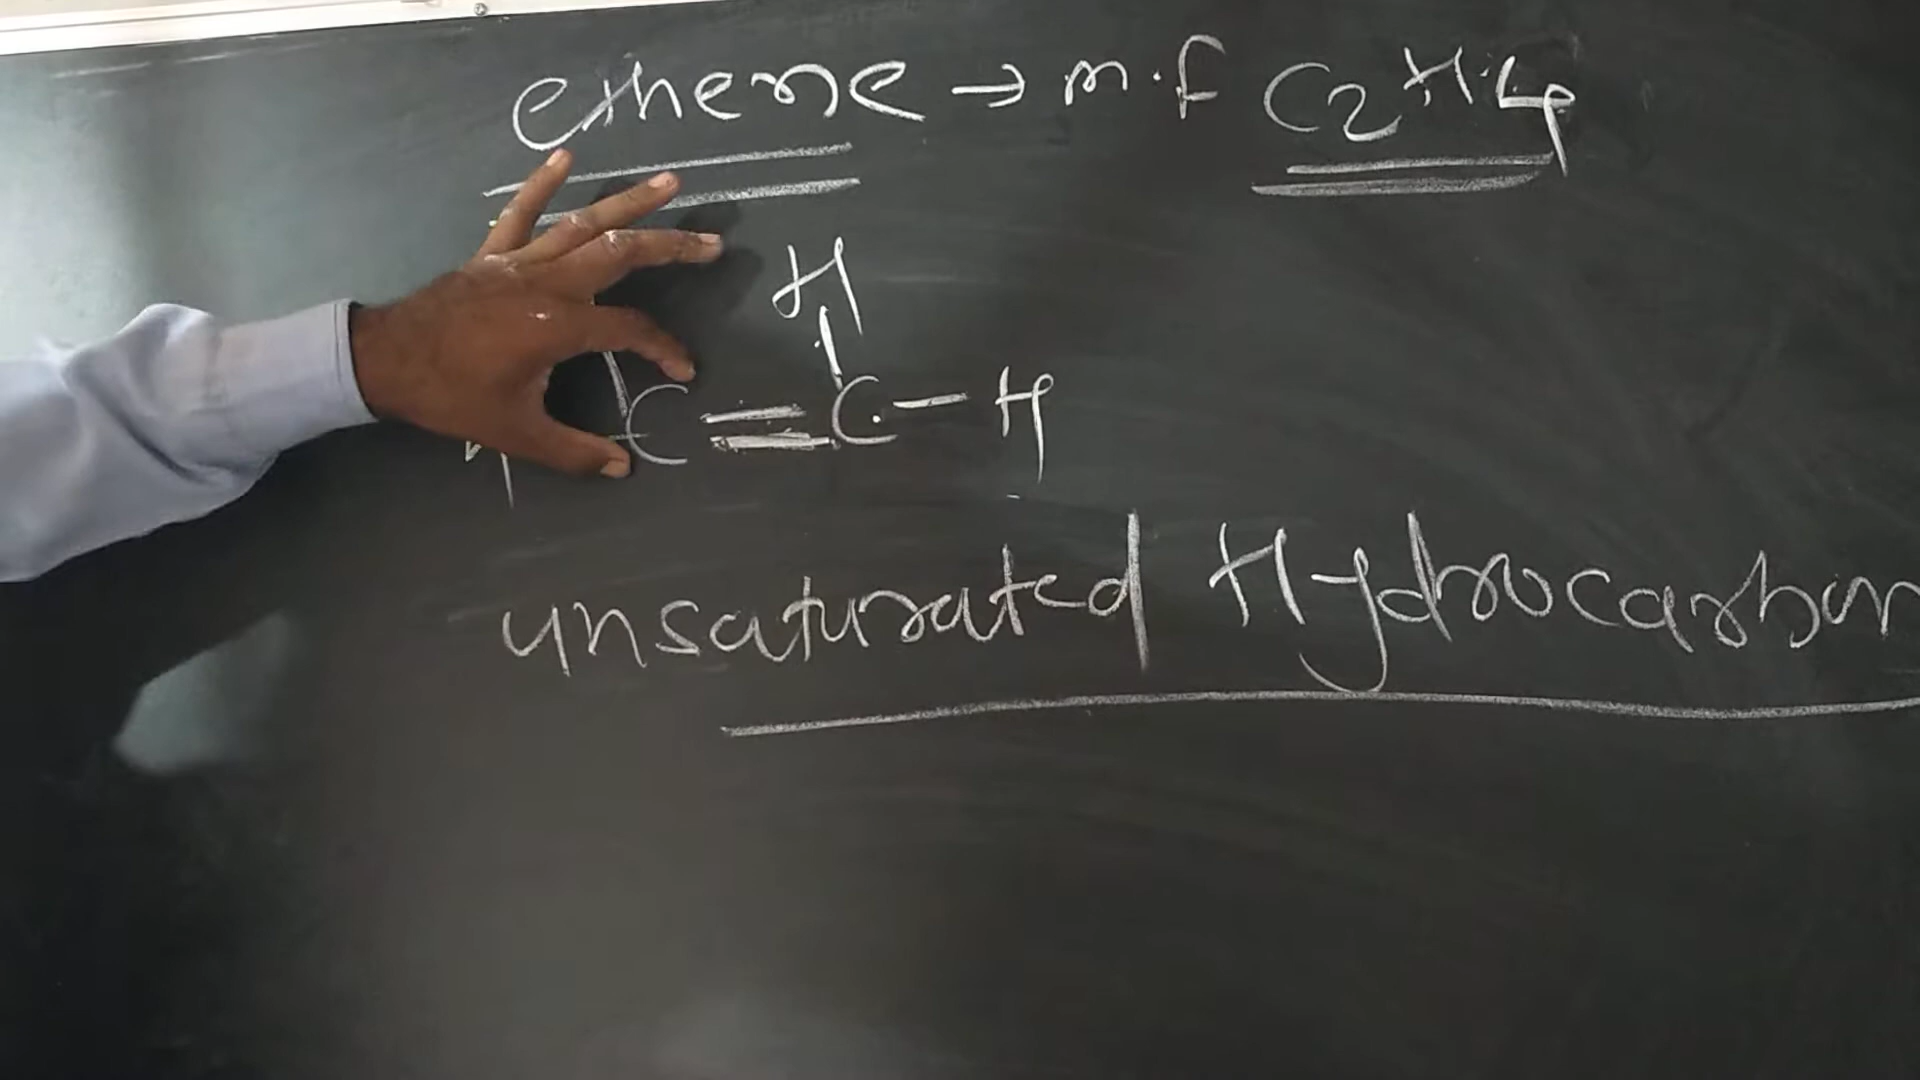 ethene → m.f C2H4
H
C = C - H
unsaturated Hydrocarbon